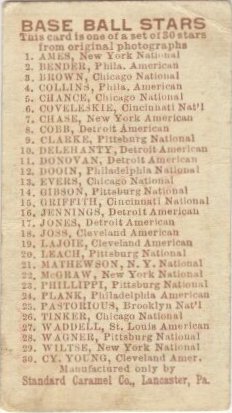 BASE BALL STARS
This card is one of a set of 30 stars
from original photographs
1. AMES, New York National
2. BENDER, Phila. American
3. BROWN, Chicago National
4. COLLINS, Phila. American
5. CHANCE, Chicago National
6. COVELESKIE, Cincinnati Nat'l
7. CHASE, New York American
8. COBB, Detroit American
9. CLARKE, Pittsburg National
10. DELEHANTY, Detroit American
11. DONOVAN, Detroit American
12. DOOIN, Philadelphia National
13. EVERS, Chicago National
14. GIBSON, Pittsburg National
15. GRIFFITH, Cincinnati National
16. JENNINGS, Detroit American
17. JONES, Detroit American
18. JOSS, Cleveland American
19. LAJOIE, Cleveland American
20. LEACH, Pittsburg National
21. MATHEWSON, N. Y. National
22. McGRAW, New York National
23. PHILLIPPI, Pittsburg National
24. PLANK, Philadelphia American
25. PASTORIOUS, Brooklyn Nat'l
26. TINKER, Chicago National
27. WADDELL, St. Louis American
28. WAGNER, Pittsburg National
29. WILTSE, New York National
30. CY. YOUNG, Cleveland Amer.
Manufactured only by
Standard Caramel Co., Lancaster, Pa.